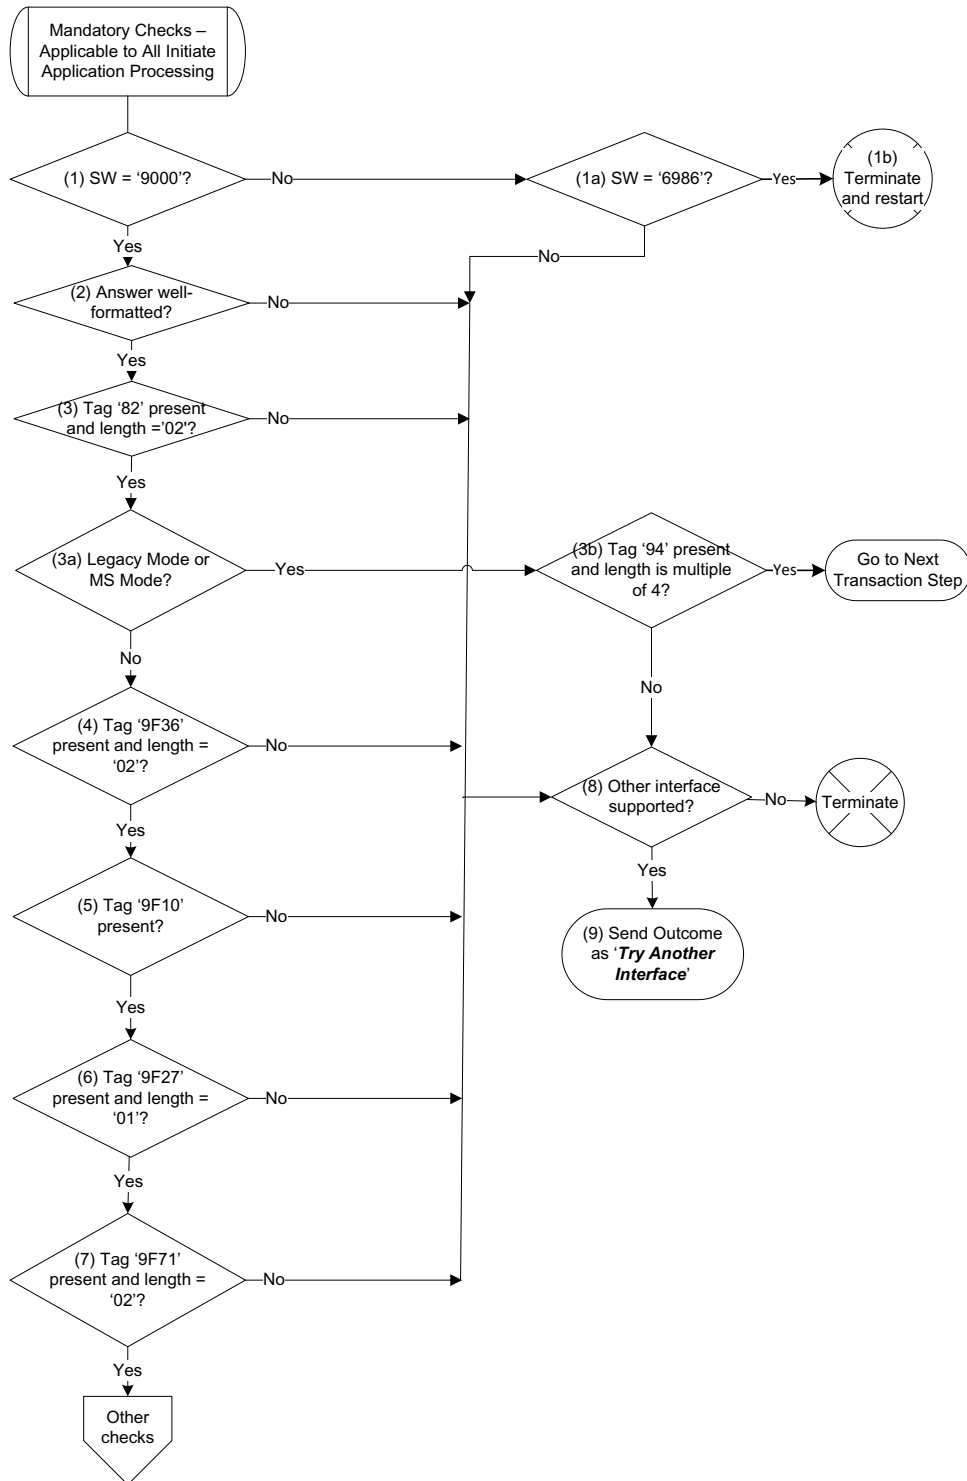 Mandatory Checks –
Applicable to All Initiate
Application Processing
(1) SW = ‘9000’?
No
(1a) SW = ‘6986’?
Yes
(1b)
Terminate
and restart
Yes
No
(2) Answer well-
formatted?
No
Yes
(3) Tag ‘82’ present
and length =‘02'?
No
Yes
(3a) Legacy Mode or
MS Mode?
Yes
(3b) Tag ‘94’ present
and length is multiple
of 4?
Yes
Go to Next
Transaction Step
No
No
(4) Tag ‘9F36’
present and length =
‘02’?
No
(8) Other interface
supported?
No
Terminate
Yes
Yes
(5) Tag ‘9F10’
present?
No
(9) Send Outcome
as ‘Try Another
Interface’
Yes
(6) Tag ‘9F27’
present and length =
‘01’?
No
Yes
(7) Tag ‘9F71’
present and length =
‘02’?
No
Yes
Other
checks